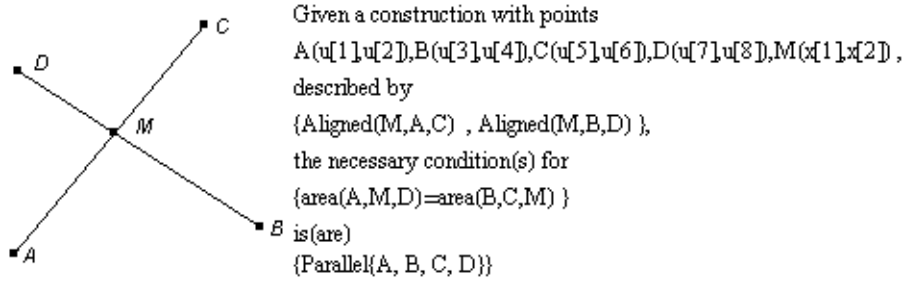 C
D
M
B
A
Given a construction with points
A(u[1],u[2]),B(u[3],u[4]),C(u[5],u[6]),D(u[7],u[8]),M(x[1],x[2]) ,
described by
{Aligned(M,A,C) , Aligned(M,B,D) },
the necessary condition(s) for
{area(A,M,D)=area(B,C,M) }
is(are)
{Parallel{A, B, C, D}}